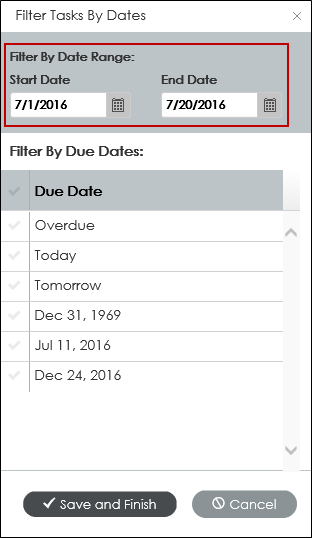 Filter Tasks By Dates
Filter By Date Range:
Start Date End Date
7/1/2016 7/20/2016
Filter By Due Dates:
Due Date
Overdue
Today
Tomorrow
Dec 31, 1969
Jul 11, 2016
Dec 24, 2016
Save and Finish Cancel